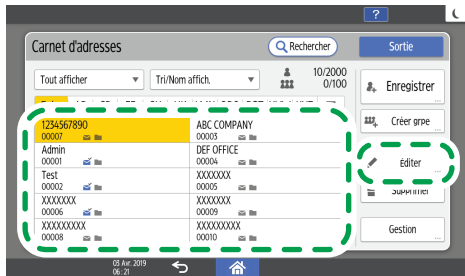 ?
Carnet d'adresses
Rechercher
Sortie
Tout afficher
Tri/Nom affich.
10/2000
0/100
Enregistrer
...
Créer grpe
...
1234567890
00007
ABC COMPANY
00003
Admin
00001
DEF OFFICE
00004
Éditer
...
Test
00002
XXXXXXX
00005
Supprimer
XXXXXXX
00006
XXXXXXX
00009
XXXXXXXXX
00008
XXXXXXXXX
00010
Gestion
...
03 Avr. 2019
06:21